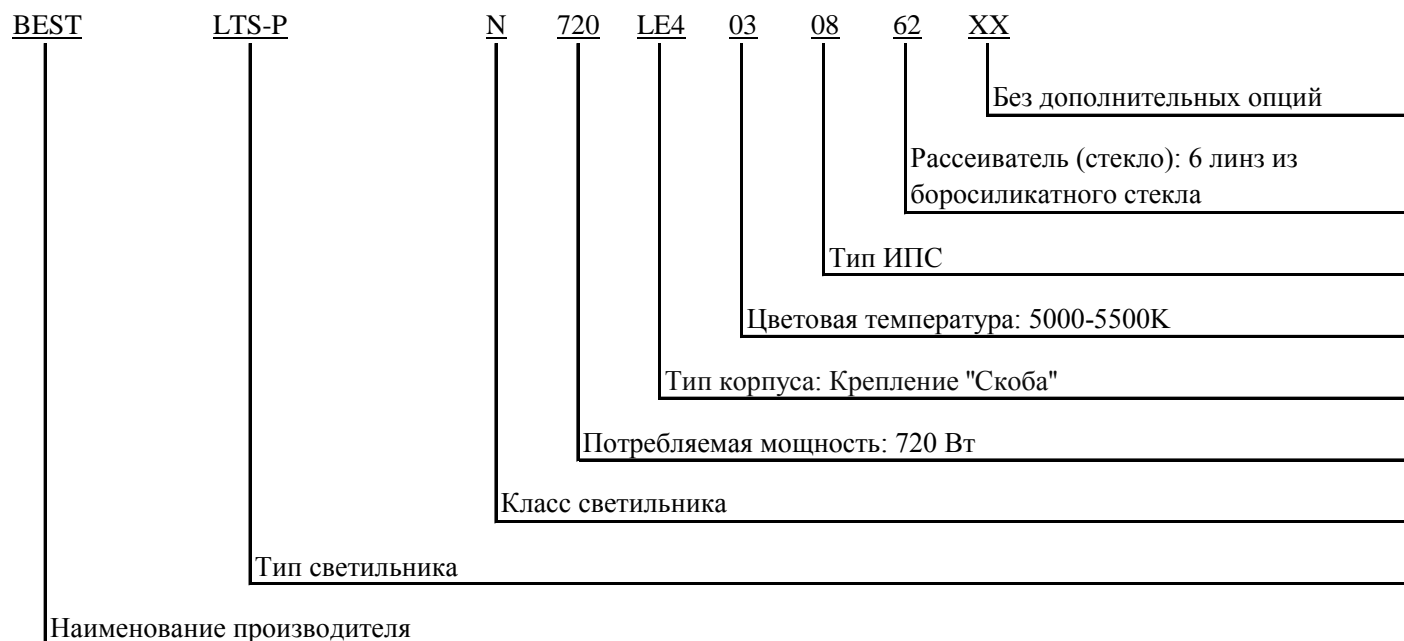 BEST LTS-P N 720 LE4 03 08 62 XX
Без дополнительных опций
Рассеиватель (стекло): 6 линз из
боросиликатного стекла
Тип ИПС
Цветовая температура: 5000-5500K
Тип корпуса: Крепление "Скоба"
Потребляемая мощность: 720 Вт
Класс светильника
Тип светильника
Наименование производителя